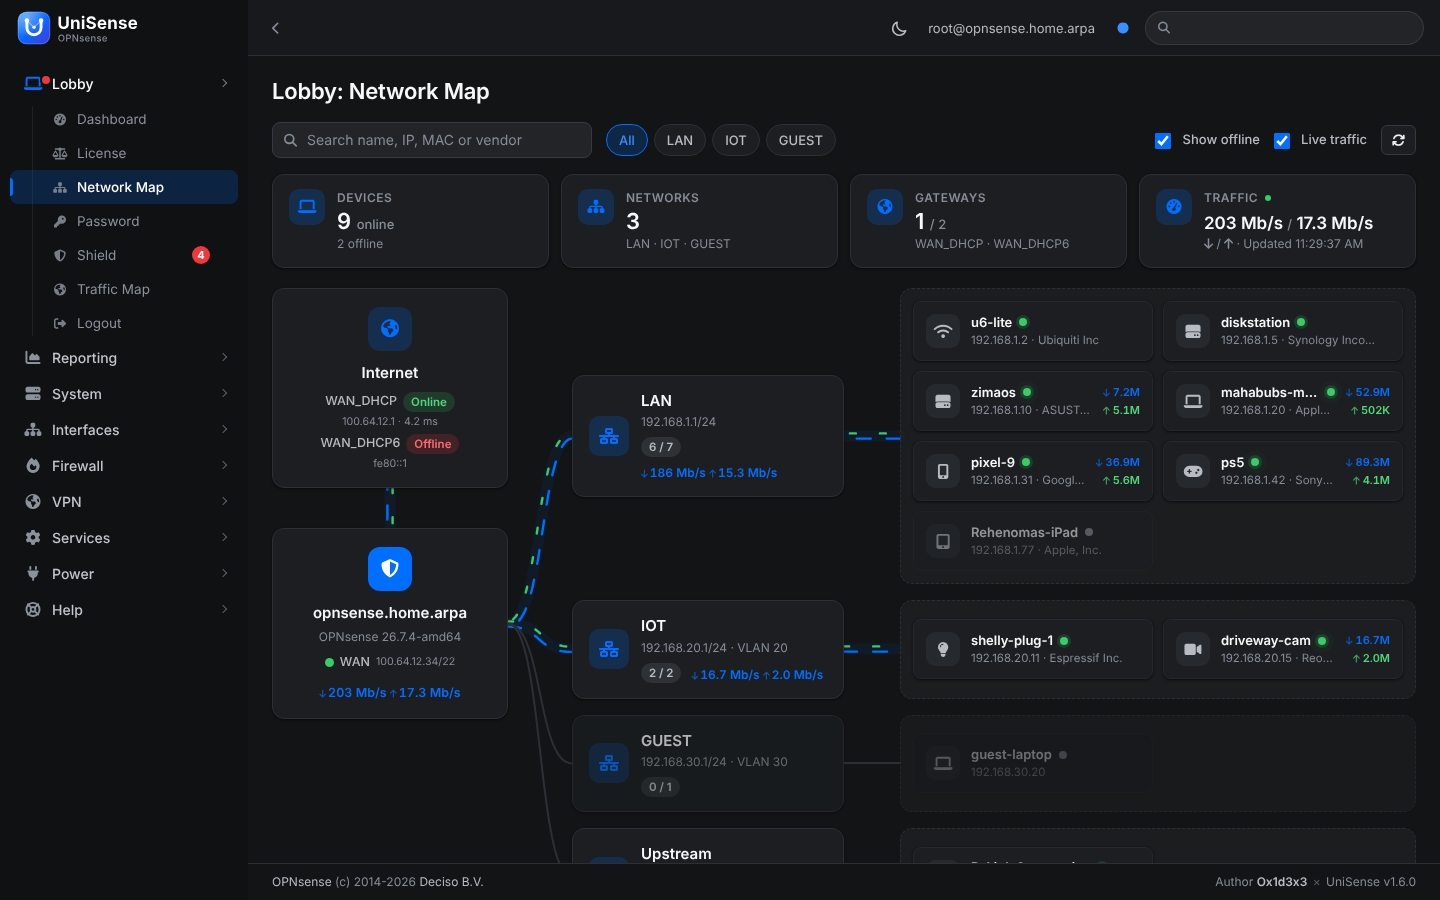 UniSense
OPNsense
root@opnsense.home.arpa
Lobby
Dashboard
License
Network Map
Password
Shield 4
Traffic Map
Logout
Reporting
System
Interfaces
Firewall
VPN
Services
Power
Help
Lobby: Network Map
Search name, IP, MAC or vendor
All LAN IOT GUEST
Show offline Live traffic
DEVICES
9 online
2 offline
NETWORKS
3
LAN · IOT · GUEST
GATEWAYS
1 / 2
WAN_DHCP · WAN_DHCP6
TRAFFIC
203 Mb/s / 17.3 Mb/s
↓ / ↑ · Updated 11:29:37 AM
Internet
WAN_DHCP Online
100.64.12.1 · 4.2 ms
WAN_DHCP6 Offline
fe80::1
opnsense.home.arpa
OPNsense 26.7.4-amd64
WAN 100.64.12.34/22
↓ 203 Mb/s ↑ 17.3 Mb/s
LAN
192.168.1.1/24
6 / 7
↓ 186 Mb/s ↑ 15.3 Mb/s
u6-lite
192.168.1.2 · Ubiquiti Inc
diskstation
192.168.1.5 · Synology Inco...
zimaos ↓ 7.2M
192.168.1.10 · ASUST... ↑ 5.1M
mahabubs-m... ↓ 52.9M
192.168.1.20 · Appl... ↑ 502K
pixel-9 ↓ 36.9M
192.168.1.31 · Googl... ↑ 5.6M
ps5 ↓ 89.3M
192.168.1.42 · Sony... ↑ 4.1M
Rehenomas-iPad
192.168.1.77 · Apple, Inc.
IOT
192.168.20.1/24 · VLAN 20
2 / 2 ↓ 16.7 Mb/s ↑ 2.0 Mb/s
shelly-plug-1
192.168.20.11 · Espressif Inc.
driveway-cam ↓ 16.7M
192.168.20.15 · Reo... ↑ 2.0M
GUEST
192.168.30.1/24 · VLAN 30
0 / 1
guest-laptop
192.168.30.20
Upstream
OPNsense (c) 2014-2026 Deciso B.V.
Author Ox1d3x3 × UniSense v1.6.0